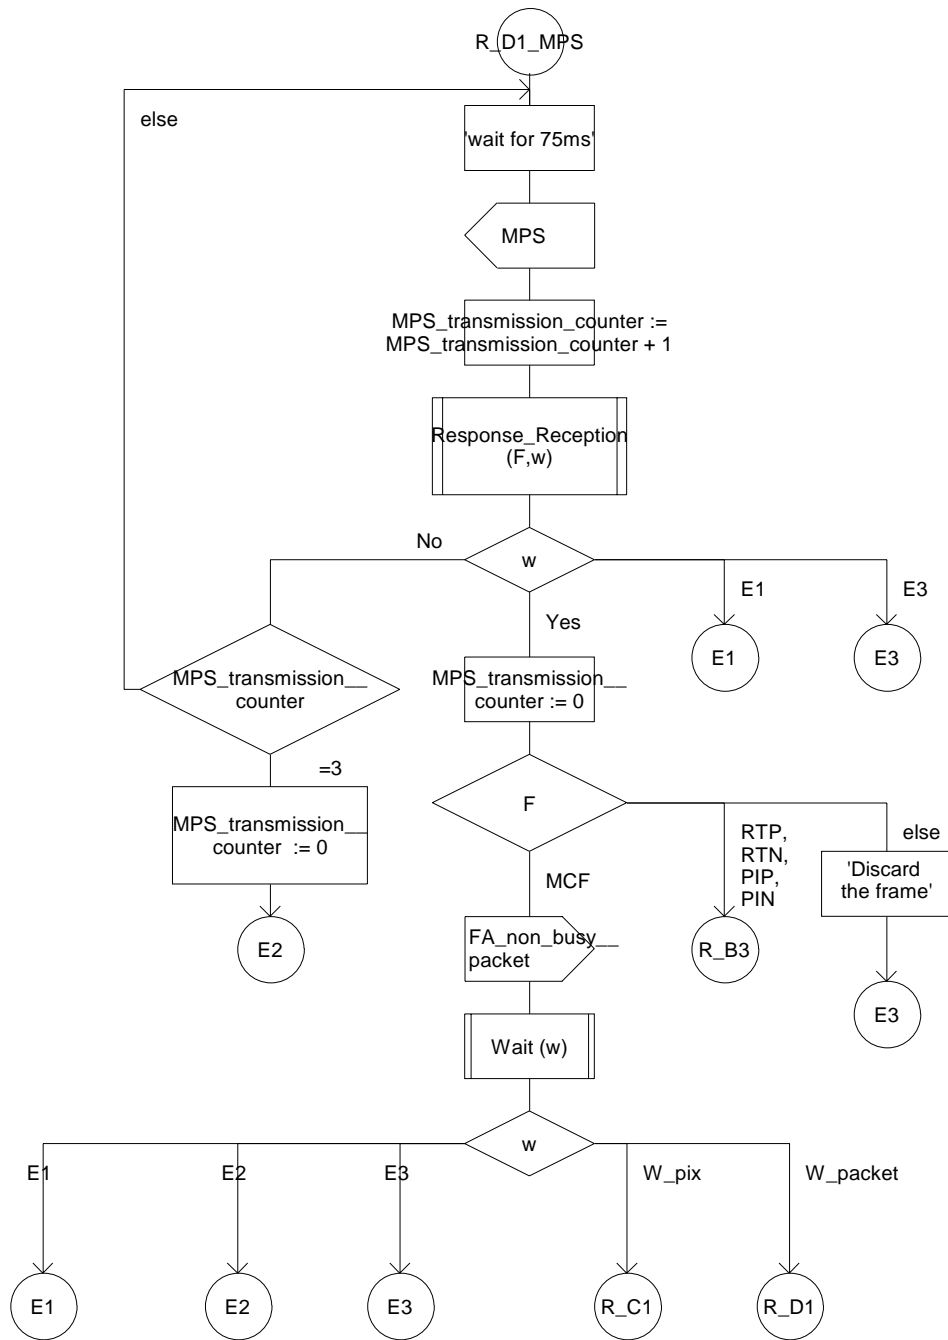 R_D1_MPS
else
'wait for 75ms'
MPS
MPS_transmission_counter :=
MPS_transmission_counter + 1
Response_Reception
(F,w)
No
w
E1
E3
Yes
E1
E3
MPS_transmission__
counter
MPS_transmission__
counter := 0
=3
MPS_transmission__
counter := 0
F
RTP,
RTN,
PIP,
PIN
else
'Discard
the frame'
MCF
E2
FA_non_busy__
packet
R_B3
E3
Wait (w)
w
E1
E2
E3
W_pix
W_packet
E1
E2
E3
R_C1
R_D1